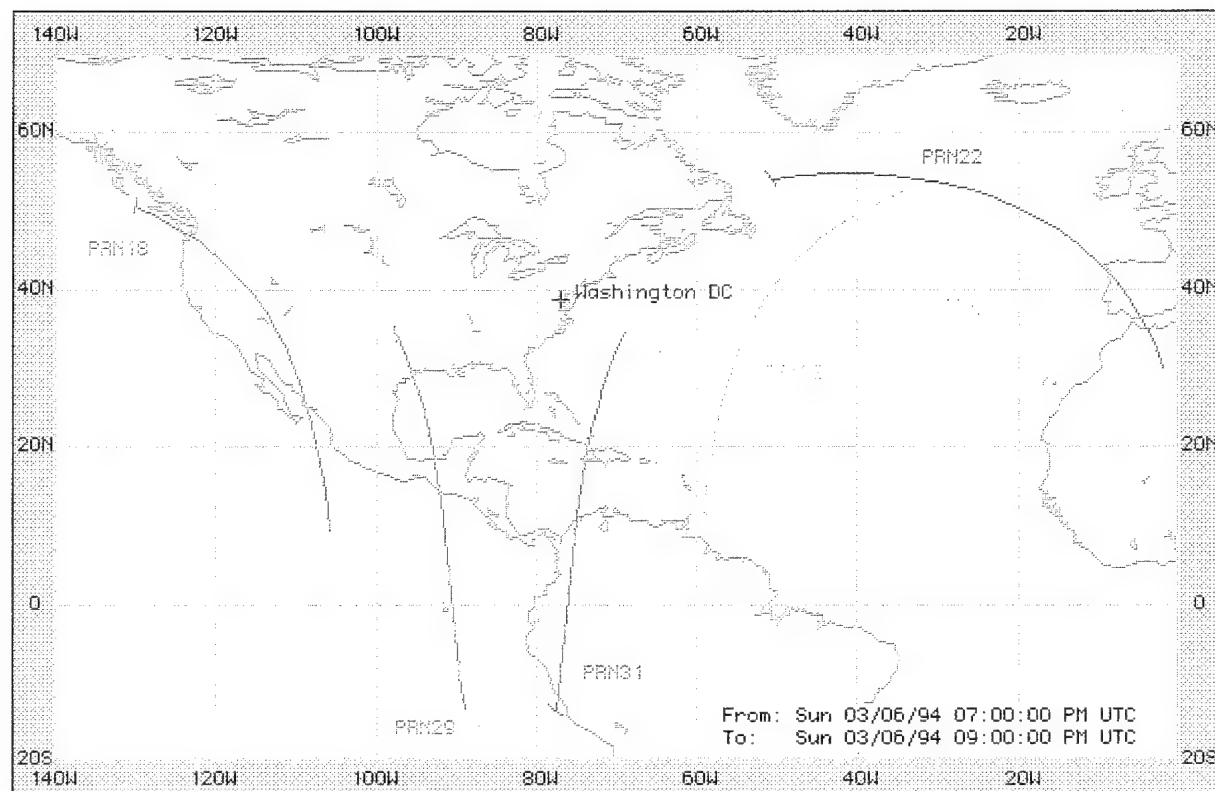 140W 120W 100W 80W 60W 40W 20W
60N 60N
PRN22
PRN18
40N 40N
Washington DC
20N 20N
0 0
PRN31
PRN29
From: Sun 03/06/94 07:00:00 PM UTC
To: Sun 03/06/94 09:00:00 PM UTC
20S 20S
140W 120W 100W 80W 60W 40W 20W